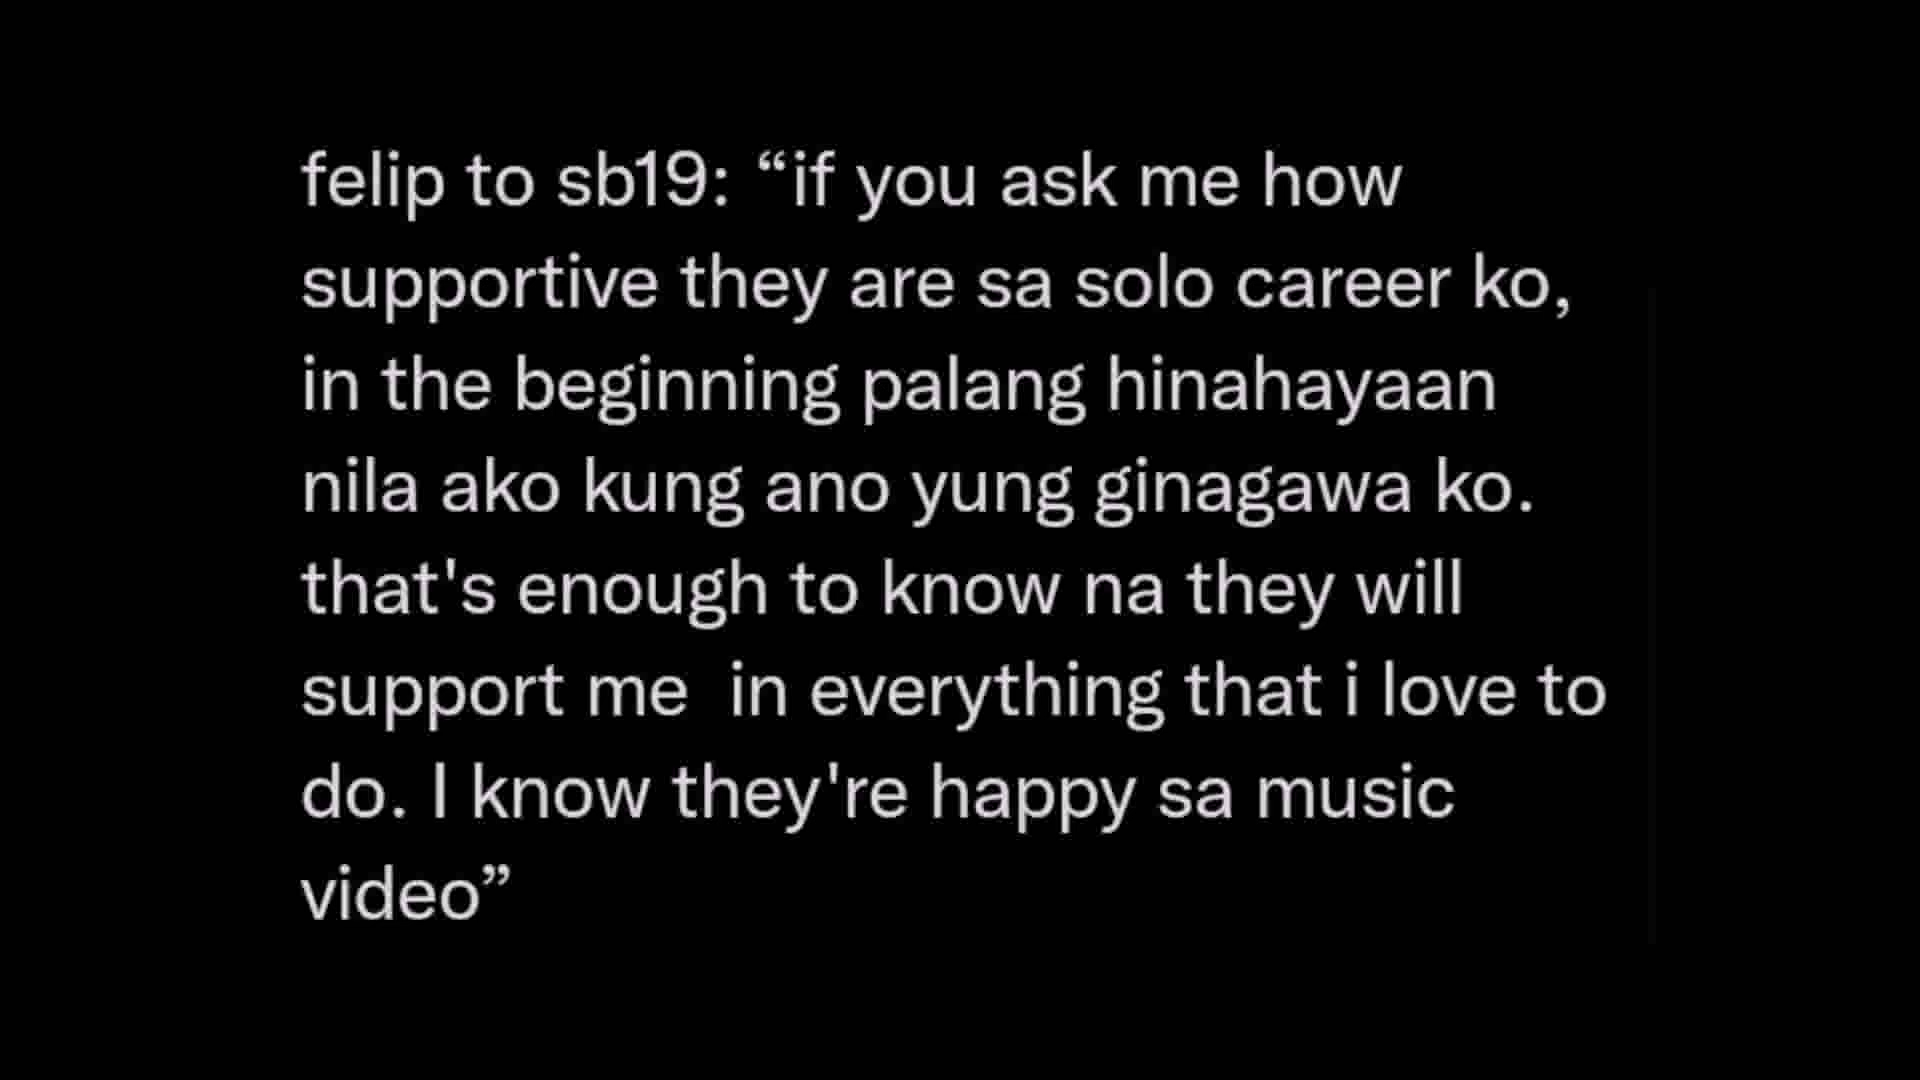 felip to sb19: “if you ask me how
supportive they are sa solo career ko,
in the beginning palang hinahayaan
nila ako kung ano yung ginagawa ko.
that's enough to know na they will
support me  in everything that i love to
do. I know they're happy sa music
video”